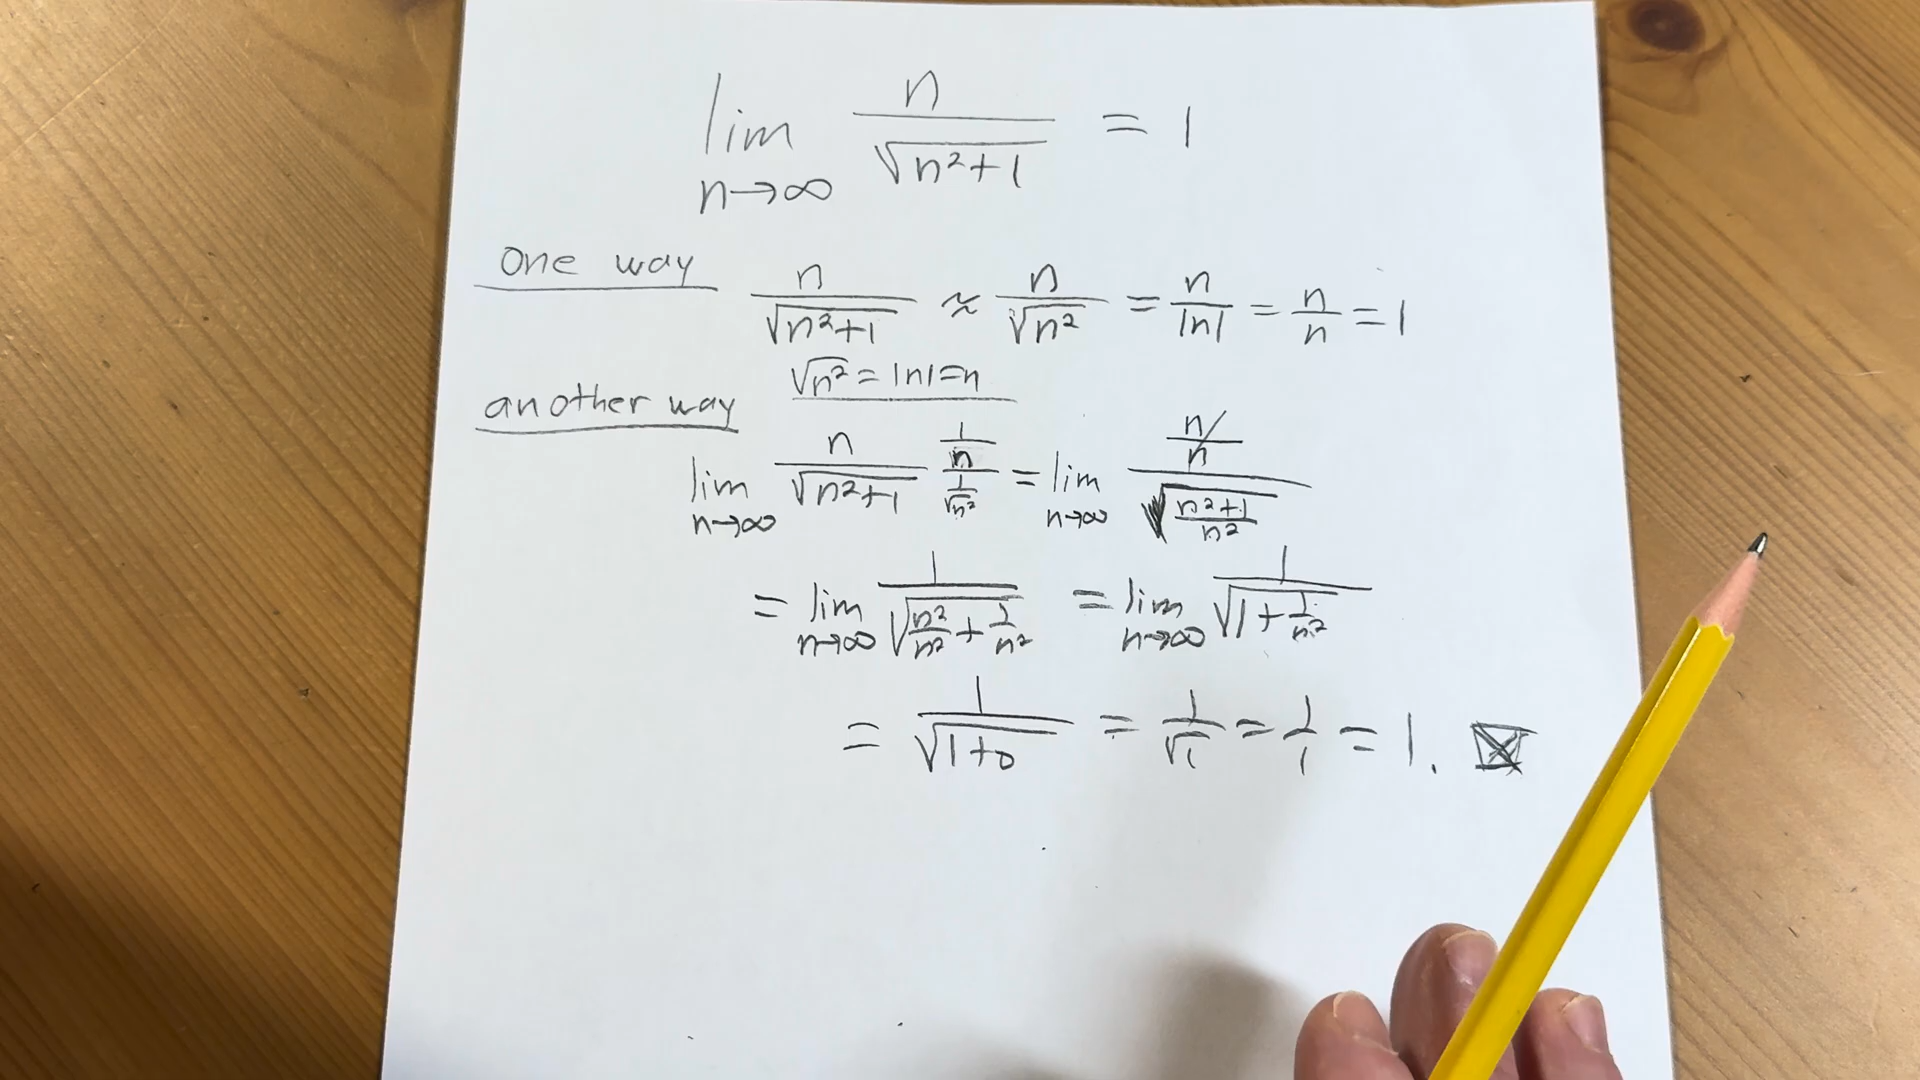 lim n→∞ n/√(n²+1) = 1
one way n/√(n²+1) ≈ n/√(n²) = n/|n| = n/n = 1
√(n²) = |n| = n
another way
lim n→∞ n/√(n²+1) (1/n)/(1/√(n²)) = lim n→∞ (n/n)/√((n²+1)/n²)
= lim n→∞ 1/√(n²/n² + 1/n²) = lim n→∞ 1/√(1 + 1/n²)
= 1/√(1+0) = 1/√1 = 1/1 = 1.